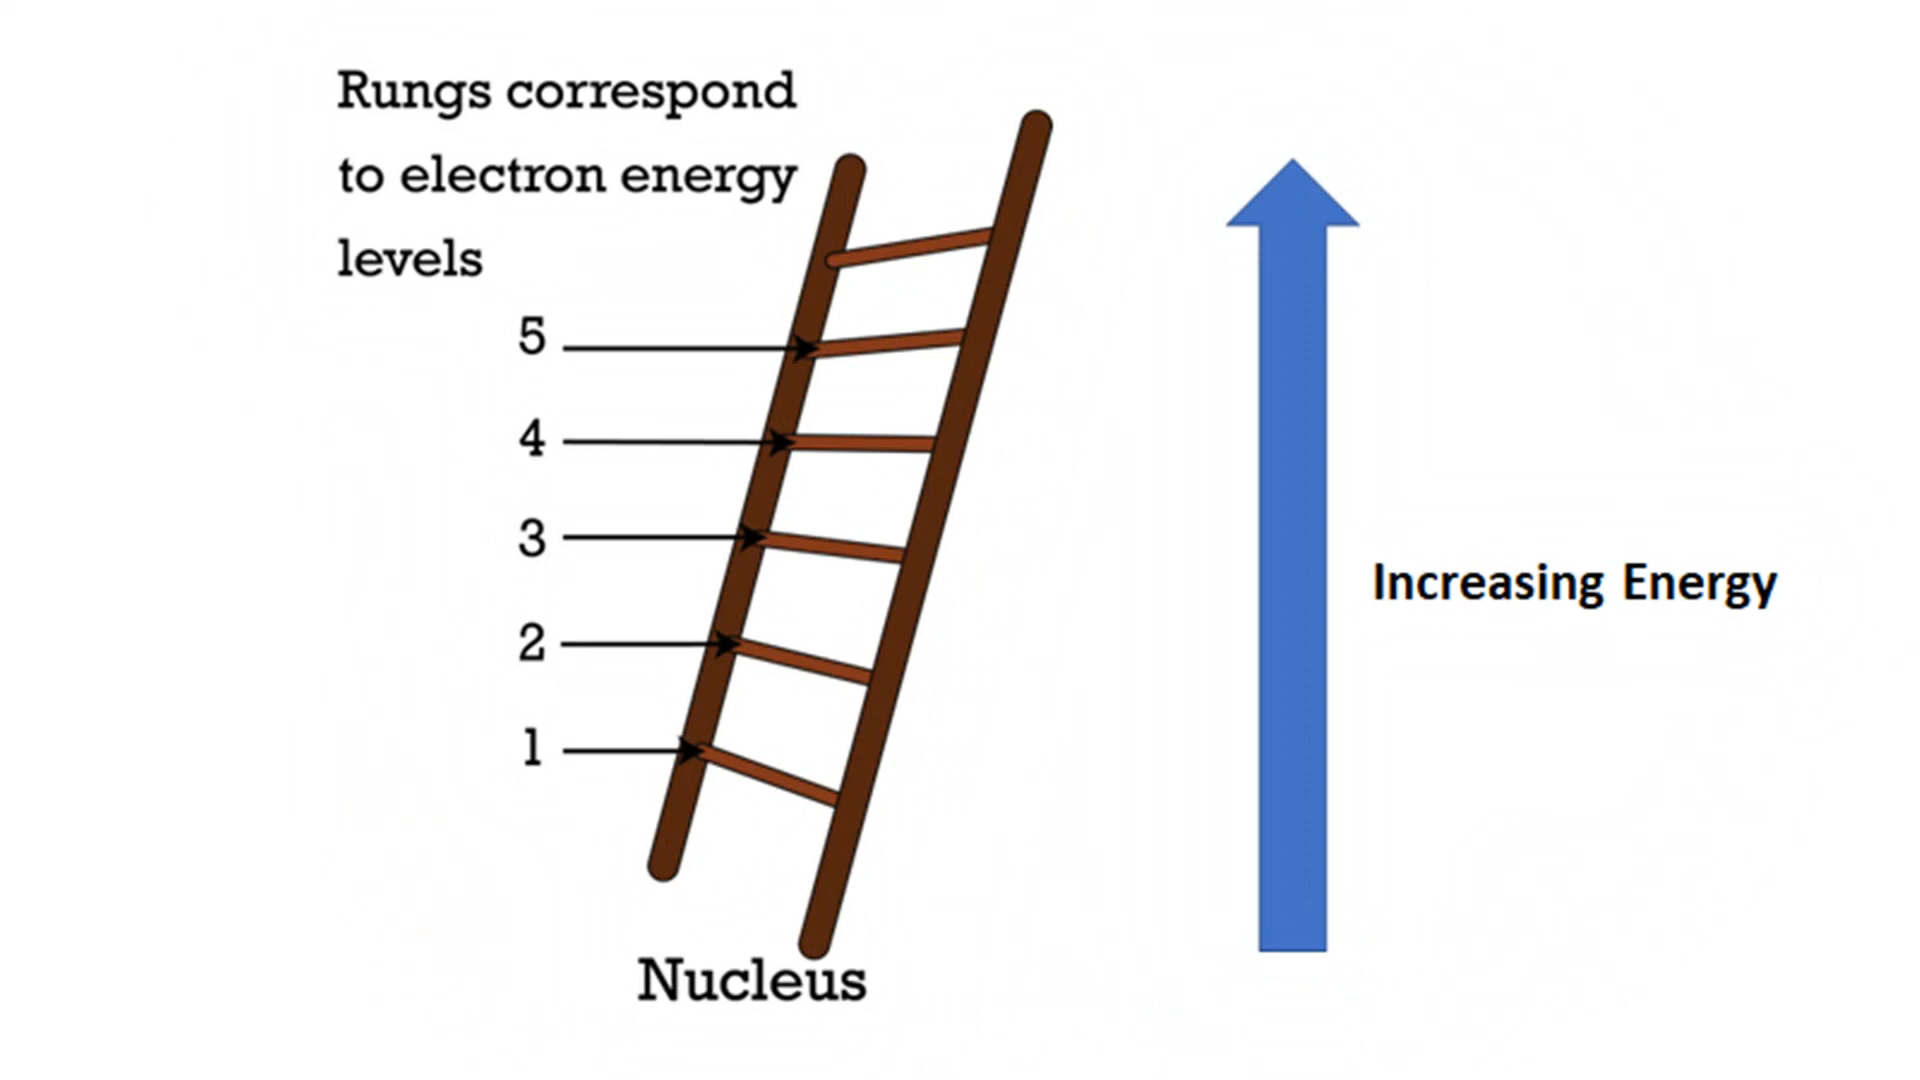 Rungs correspond
to electron energy
levels
5
4
3
2
1
Increasing Energy
Nucleus